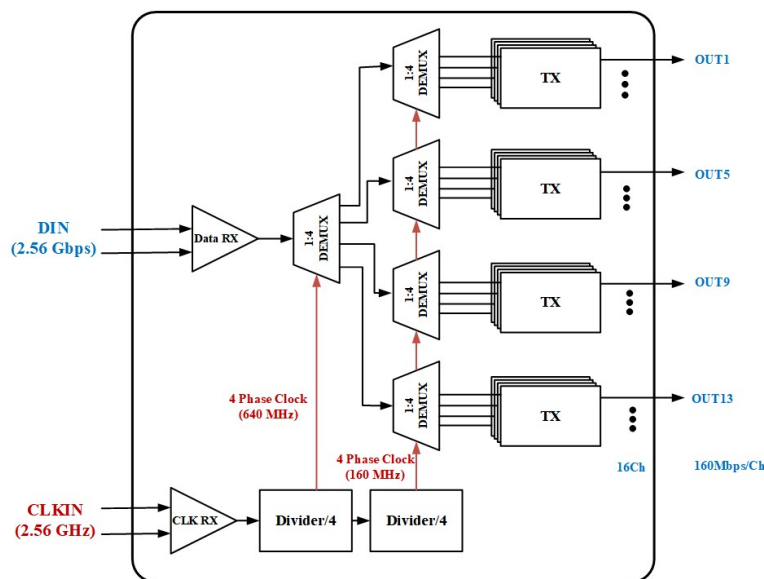 1:4
DEMUX
TX
OUT1
1:4
DEMUX
TX
OUT5
DIN
(2.56 Gbps)
Data RX
1:4
DEMUX
1:4
DEMUX
TX
OUT9
4 Phase Clock
(640 MHz)
1:4
DEMUX
TX
OUT13
4 Phase Clock
(160 MHz)
16Ch
160Mbps/Ch
CLKIN
(2.56 GHz)
CLK RX
Divider/4
Divider/4